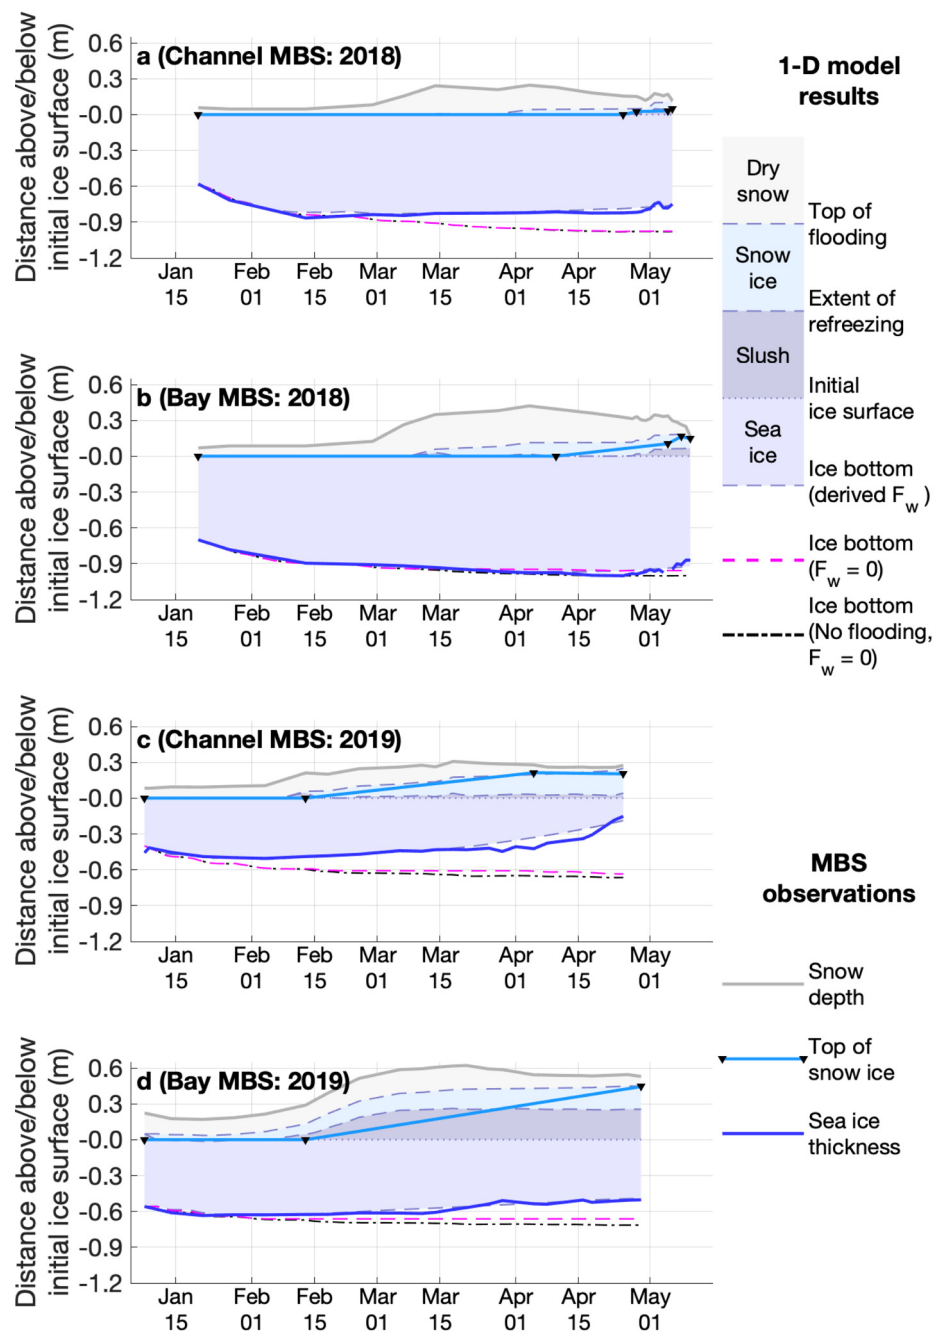 Distance above/below
initial ice surface (m)
a (Channel MBS: 2018)
0.6
0.3
-0.0
-0.3
-0.6
-0.9
-1.2
Jan
15
Feb
01
Feb
15
Mar
01
Mar
15
Apr
01
Apr
15
May
01
Distance above/below
initial ice surface (m)
b (Bay MBS: 2018)
0.6
0.3
-0.0
-0.3
-0.6
-0.9
-1.2
Jan
15
Feb
01
Feb
15
Mar
01
Mar
15
Apr
01
Apr
15
May
01
Distance above/below
initial ice surface (m)
c (Channel MBS: 2019)
0.6
0.3
-0.0
-0.3
-0.6
-0.9
-1.2
Jan
15
Feb
01
Feb
15
Mar
01
Mar
15
Apr
01
Apr
15
May
01
Distance above/below
initial ice surface (m)
d (Bay MBS: 2019)
0.6
0.3
-0.0
-0.3
-0.6
-0.9
-1.2
Jan
15
Feb
01
Feb
15
Mar
01
Mar
15
Apr
01
Apr
15
May
01
1-D model
results
Dry
snow
Top of
flooding
Snow
ice
Extent of
refreezing
Slush
Initial
ice surface
Sea
ice
Ice bottom
(derived Fw )
Ice bottom
(Fw = 0)
Ice bottom
(No flooding,
Fw = 0)
MBS
observations
Snow
depth
Top of
snow ice
Sea ice
thickness